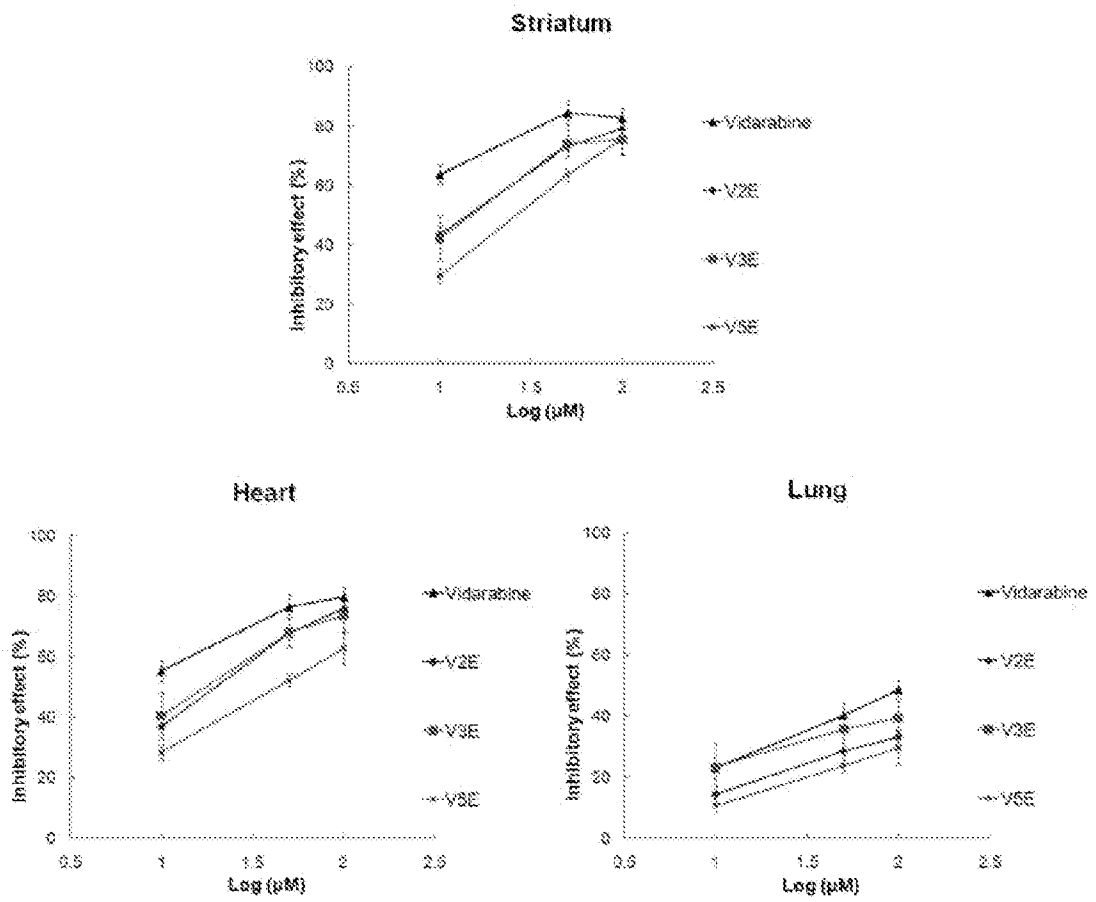 Striatum
Inhibitory effect (%)
100
80
60
40
20
0
0.5
1
1.5
2
2.5
Log (µM)
Vidarabine
V2E
V3E
V5E
Heart
Inhibitory effect (%)
100
80
60
40
20
0
0.5
1
1.5
2
2.5
Log (µM)
Vidarabine
V2E
V3E
V5E
Lung
Inhibitory effect (%)
100
80
60
40
20
0
0.5
1
1.5
2
2.5
Log (µM)
Vidarabine
V2E
V3E
V5E